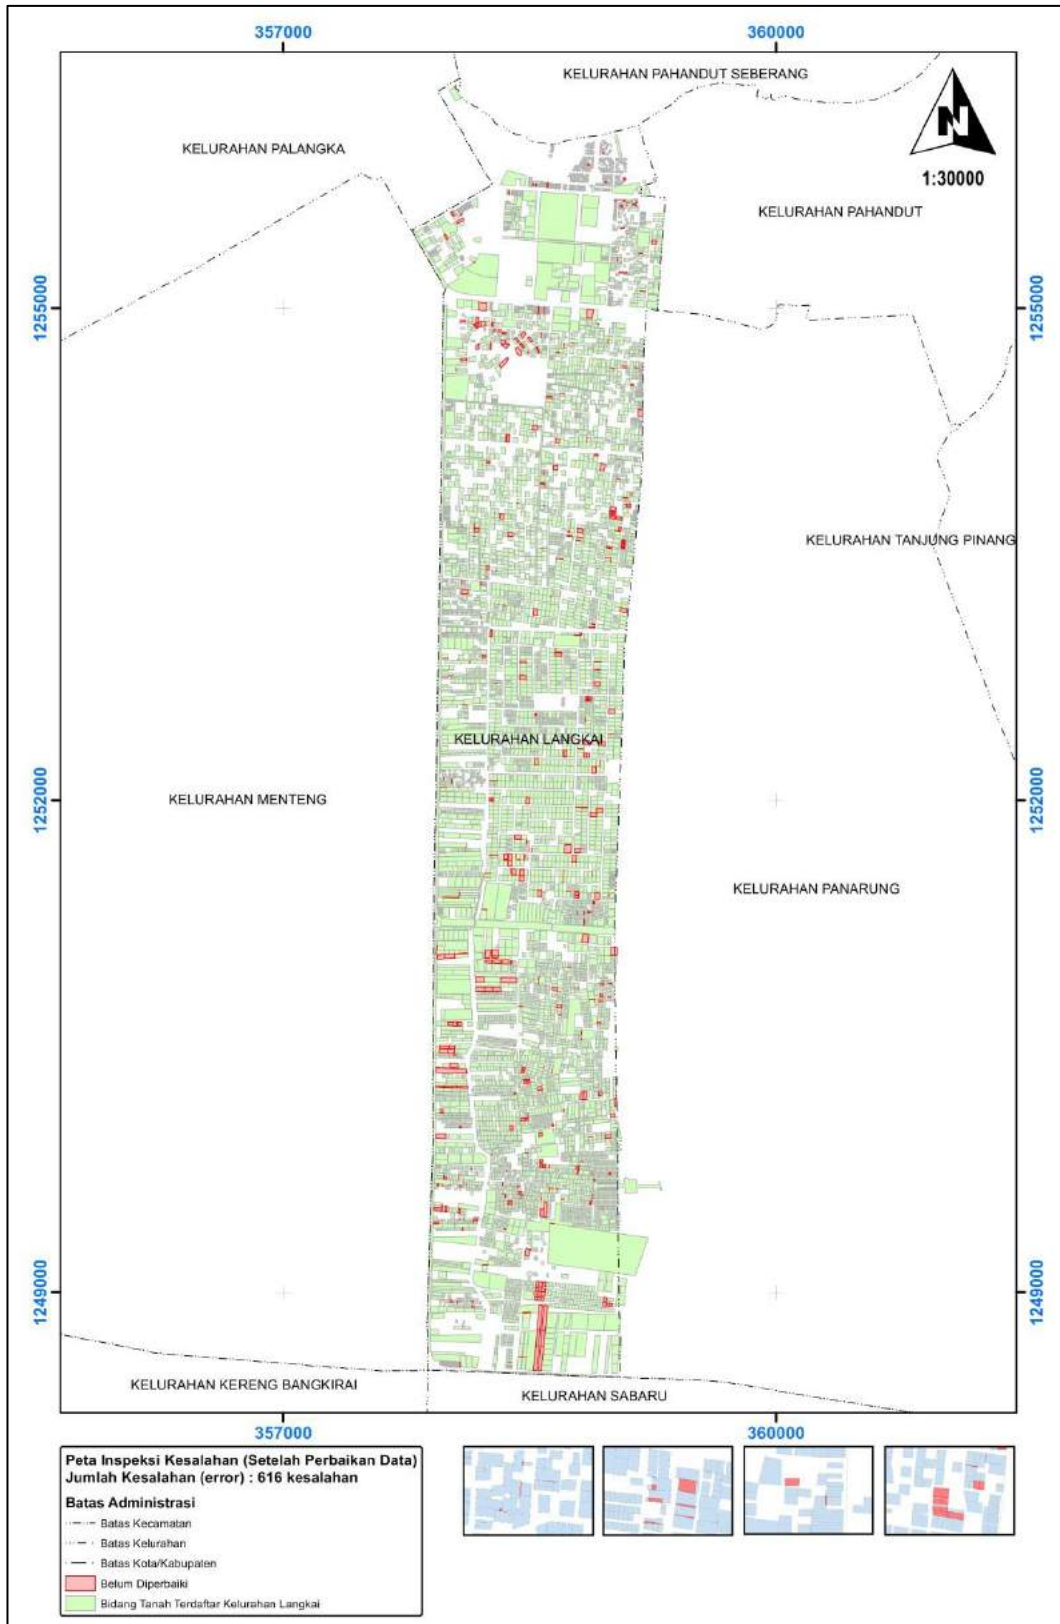 357000
360000
KELURAHAN PAHANDUT SEBERANG
KELURAHAN PALANGKA
N
1:30000
KELURAHAN PAHANDUT
1255000
1255000
KELURAHAN TANJUNG PINANG
KELURAHAN LANGKAI
1252000
KELURAHAN MENTENG
1252000
KELURAHAN PANARUNG
1249000
1249000
KELURAHAN KERENG BANGKIRAI
KELURAHAN SABARU
357000
360000
Peta Inspeksi Kesalahan (Setelah Perbaikan Data)
Jumlah Kesalahan (error) : 616 kesalahan
Batas Administrasi
Batas Kecamatan
Batas Kelurahan
Batas Kota/Kabupaten
Belum Diperbaiki
Bidang Tanah Terdaftar Kelurahan Langkai